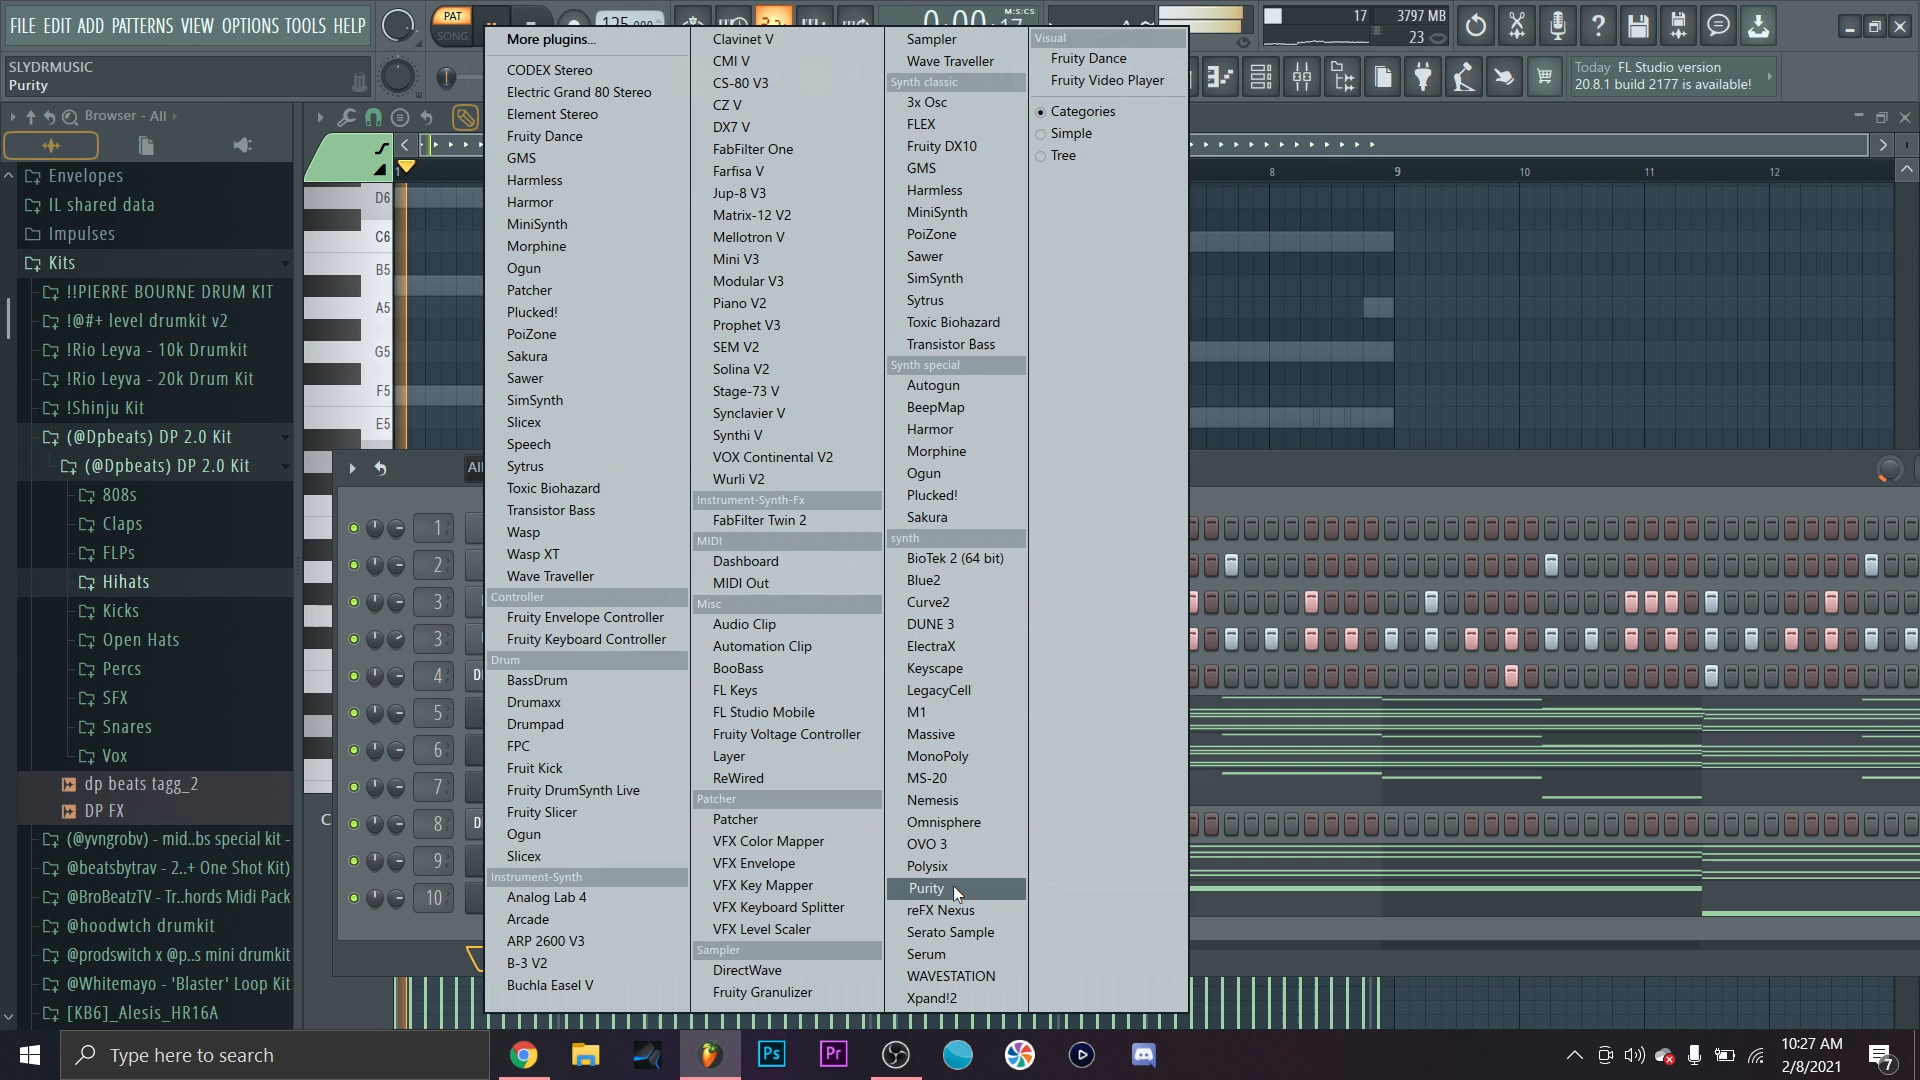 FILE EDIT ADD PATTERNS VIEW OPTIONS TOOLS HELP
PAT
SONG
M:S:CS
17
3797 MB
23
SLYDRMUSIC
Purity
Today FL Studio version
20.8.1 build 2177 is available!
Browser - All
Envelopes
IL shared data
Impulses
Kits
!!PIERRE BOURNE DRUM KIT
!@#+ level drumkit v2
!Rio Leyva - 10k Drumkit
!Rio Leyva - 20k Drum Kit
!Shinju Kit
(@Dpbeats) DP 2.0 Kit
(@Dpbeats) DP 2.0 Kit
808s
Claps
FLPs
Hihats
Kicks
Open Hats
Percs
SFX
Snares
Vox
dp beats tagg_2
DP FX
(@yvngrobv) - mid..bs special kit -
@beatsbytrav - 2..+ One Shot Kit)
@BroBeatzTV - Tr..hords Midi Pack
@hoodwtch drumkit
@prodswitch x @p..s mini drumkit
@Whitemayo - 'Blaster' Loop Kit
[KB6]_Alesis_HR16A
D6
C6
B5
A5
G5
F5
E5
C
All
1
2
3
3
4
5
6
7
8
9
10
More plugins...
CODEX Stereo
Electric Grand 80 Stereo
Element Stereo
Fruity Dance
GMS
Harmless
Harmor
MiniSynth
Morphine
Ogun
Patcher
Plucked!
PoiZone
Sakura
Sawer
SimSynth
Slicex
Speech
Sytrus
Toxic Biohazard
Transistor Bass
Wasp
Wasp XT
Wave Traveller
Controller
Fruity Envelope Controller
Fruity Keyboard Controller
Drum
BassDrum
Drumaxx
Drumpad
FPC
Fruit Kick
Fruity DrumSynth Live
Fruity Slicer
Ogun
Slicex
Instrument-Synth
Analog Lab 4
Arcade
ARP 2600 V3
B-3 V2
Buchla Easel V
Clavinet V
CMI V
CS-80 V3
CZ V
DX7 V
FabFilter One
Farfisa V
Jup-8 V3
Matrix-12 V2
Mellotron V
Mini V3
Modular V3
Piano V2
Prophet V3
SEM V2
Solina V2
Stage-73 V
Synclavier V
Synthi V
VOX Continental V2
Wurli V2
Instrument-Synth-Fx
FabFilter Twin 2
MIDI
Dashboard
MIDI Out
Misc
Audio Clip
Automation Clip
BooBass
FL Keys
FL Studio Mobile
Fruity Voltage Controller
Layer
ReWired
Patcher
Patcher
VFX Color Mapper
VFX Envelope
VFX Key Mapper
VFX Keyboard Splitter
VFX Level Scaler
Sampler
DirectWave
Fruity Granulizer
Sampler
Wave Traveller
Synth classic
3x Osc
FLEX
Fruity DX10
GMS
Harmless
MiniSynth
PoiZone
Sawer
SimSynth
Sytrus
Toxic Biohazard
Transistor Bass
Synth special
Autogun
BeepMap
Harmor
Morphine
Ogun
Plucked!
Sakura
synth
BioTek 2 (64 bit)
Blue2
Curve2
DUNE 3
ElectraX
Keyscape
LegacyCell
M1
Massive
MonoPoly
MS-20
Nemesis
Omnisphere
OVO 3
Polysix
Purity
reFX Nexus
Serato Sample
Serum
WAVESTATION
Xpand!2
Visual
Fruity Dance
Fruity Video Player
Categories
Simple
Tree
8
9
10
11
12
Type here to search
Ps
Pr
10:27 AM
2/8/2021
7